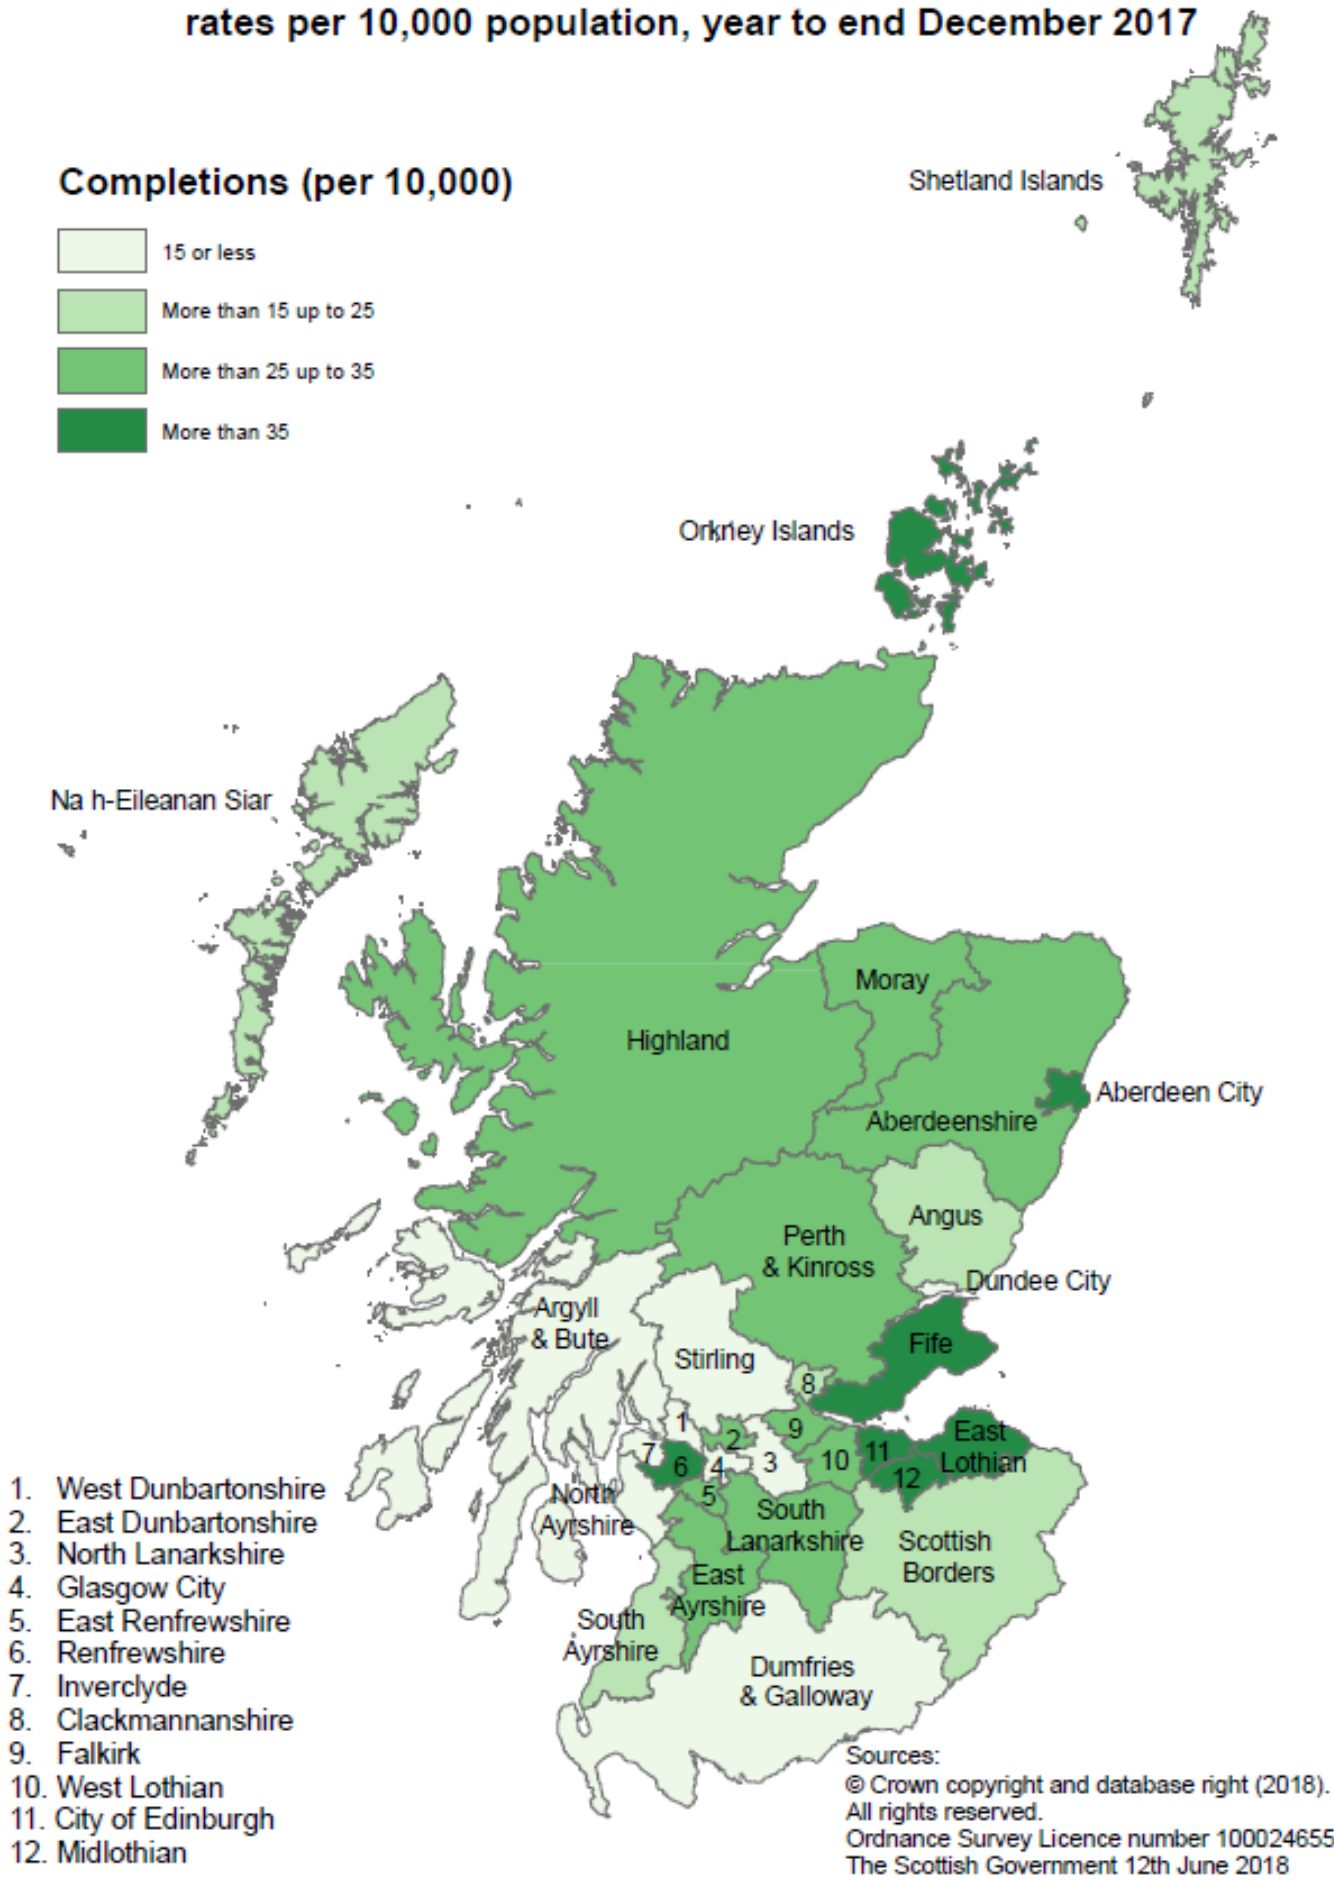 rates per 10,000 population, year to end December 2017
Completions (per 10,000)
15 or less
More than 15 up to 25
More than 25 up to 35
More than 35
Shetland Islands
Orkney Islands
Na h-Eileanan Siar
Moray
Highland
Aberdeen City
Aberdeenshire
Angus
Perth
& Kinross
Dundee City
Argyll
& Bute
Fife
Stirling
8
1
2
9
East
Lothian
7
6
4
3
10
11
12
5
North
Ayrshire
South
Lanarkshire
Scottish
Borders
East
Ayrshire
South
Ayrshire
Dumfries
& Galloway
1. West Dunbartonshire
2. East Dunbartonshire
3. North Lanarkshire
4. Glasgow City
5. East Renfrewshire
6. Renfrewshire
7. Inverclyde
8. Clackmannanshire
9. Falkirk
10. West Lothian
11. City of Edinburgh
12. Midlothian
Sources:
© Crown copyright and database right (2018).
All rights reserved.
Ordnance Survey Licence number 100024655
The Scottish Government 12th June 2018